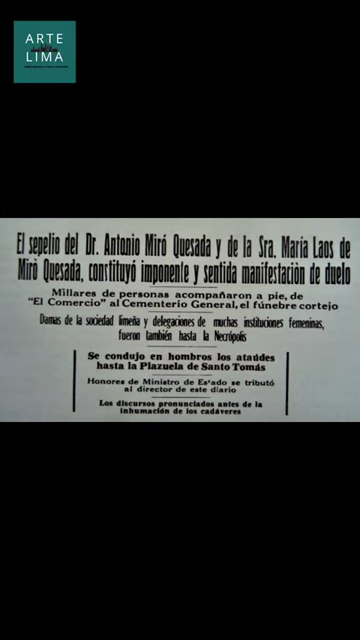 ARTE
LIMA
El sepelio del Dr. Antonio Miró Quesada y de la Sra. María Laos de
Miró Quesada, constituyó imponente y sentida manifestación de duelo
Millares de personas acompañaron a pie, de
"El Comercio" al Cementerio General, el fúnebre cortejo
Damas de la sociedad limeña y delegaciones de muchas instituciones femeninas,
fueron también hasta la Necrópolis
Se condujo en hombros los ataúdes
hasta la Plazuela de Santo Tomás
Honores de Ministro de Estado se tributó
al director de este diario
Los discursos pronunciados antes de la
inhumación de los cadáveres